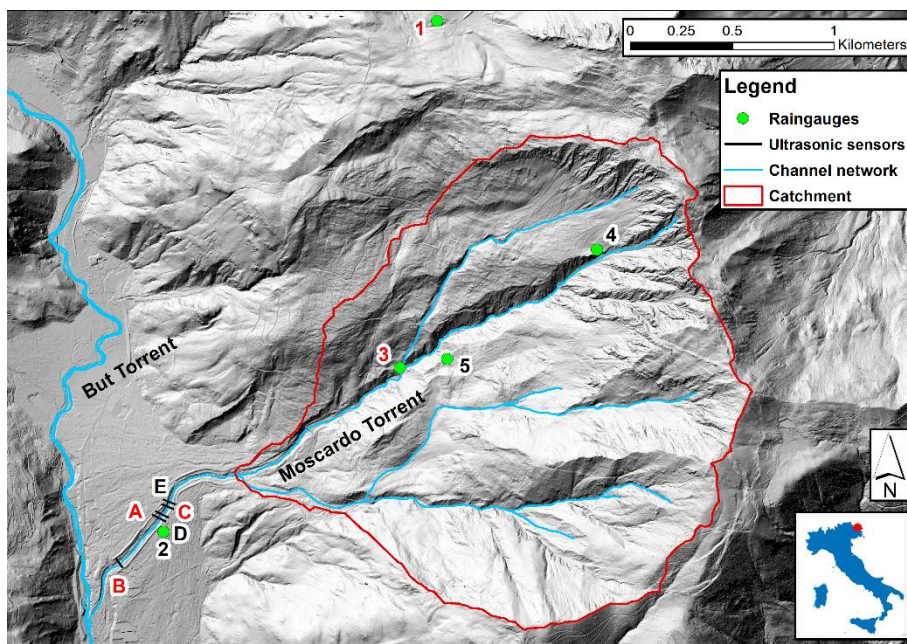 1
0 0.25 0.5 1
Kilometers
Legend
Raingauges
Ultrasonic sensors
Channel network
Catchment
4
3
5
But Torrent
Moscardo Torrent
E
A
C
D
2
B
N